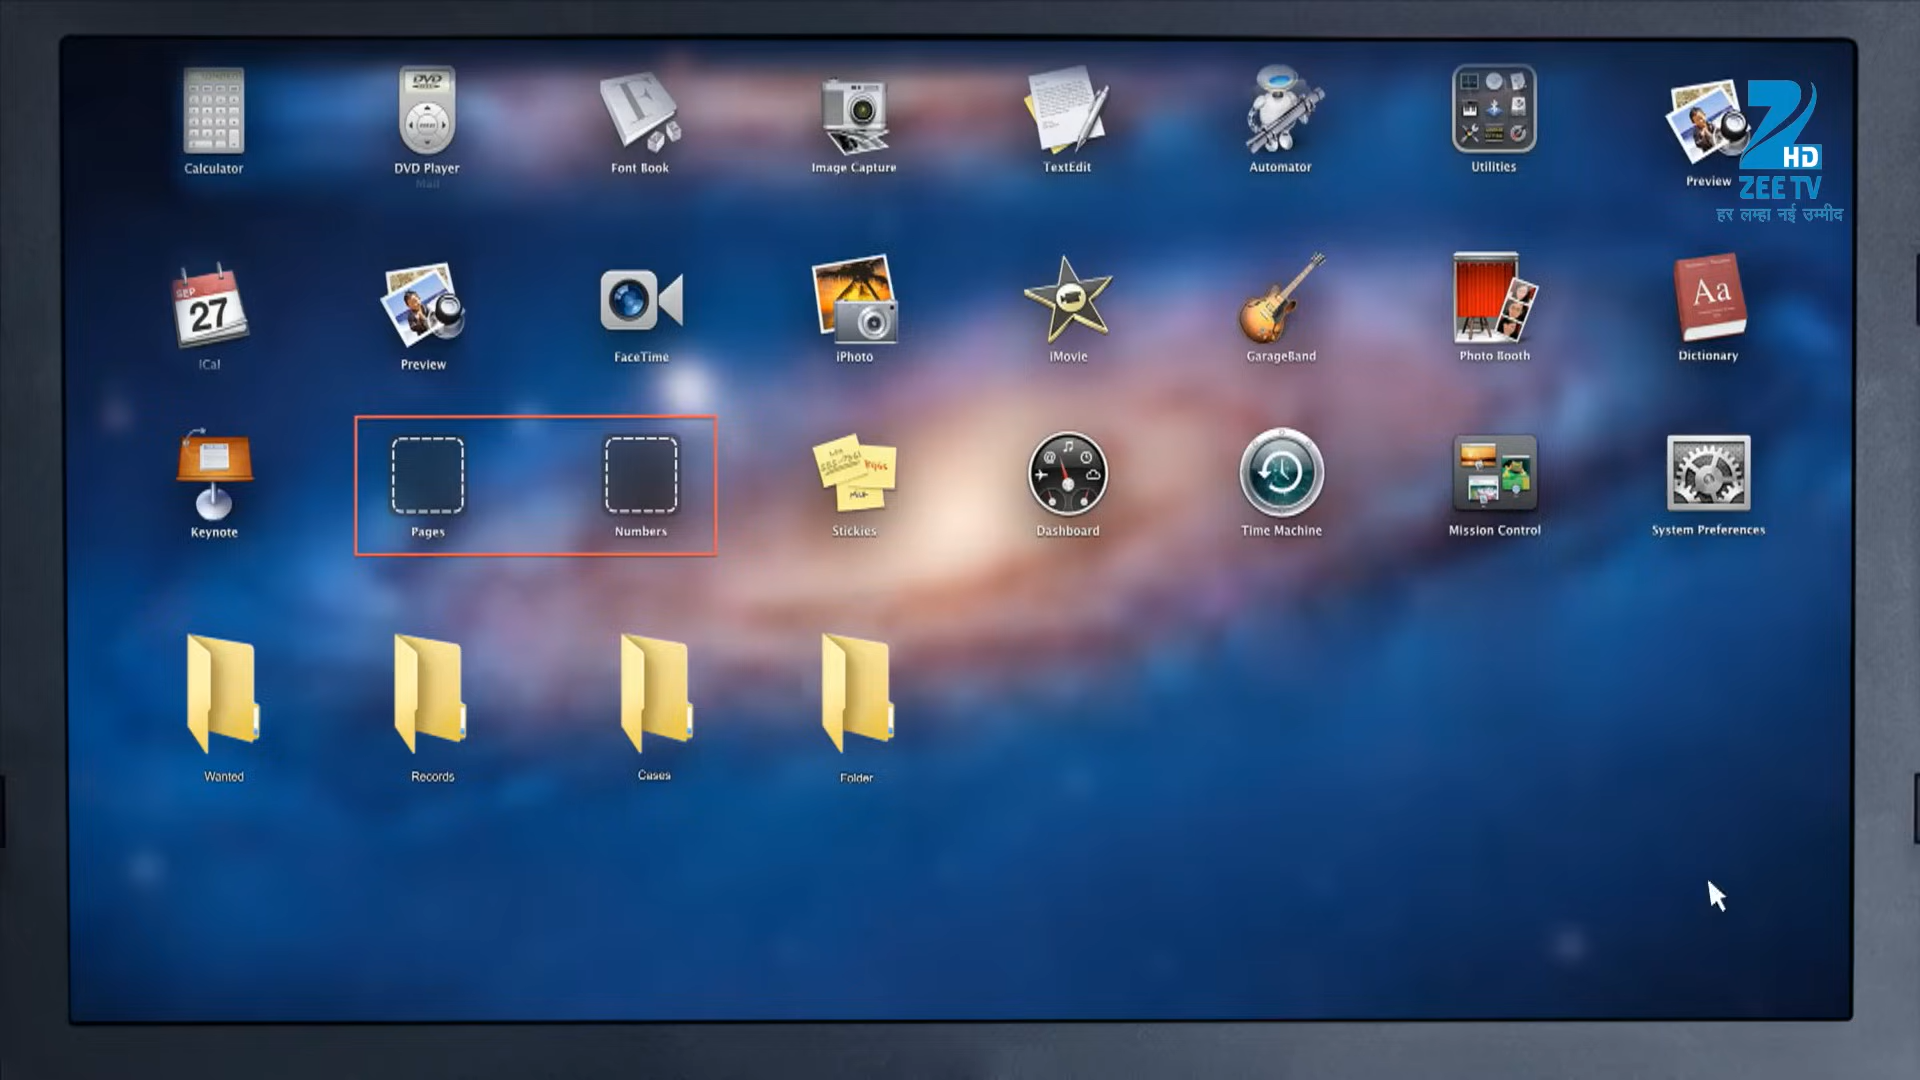 Calculator
DVD Player
Font Book
Image Capture
TextEdit
Automator
Utilities
Preview
Mail
HD
ZEE TV
हर लम्हा नई उम्मीद
SEP
27
iCal
Preview
FaceTime
iPhoto
iMovie
GarageBand
Photo Booth
Aa
Dictionary
Keynote
Pages
Numbers
Stickies
Dashboard
Time Machine
Mission Control
System Preferences
Wanted
Records
Cases
Folder